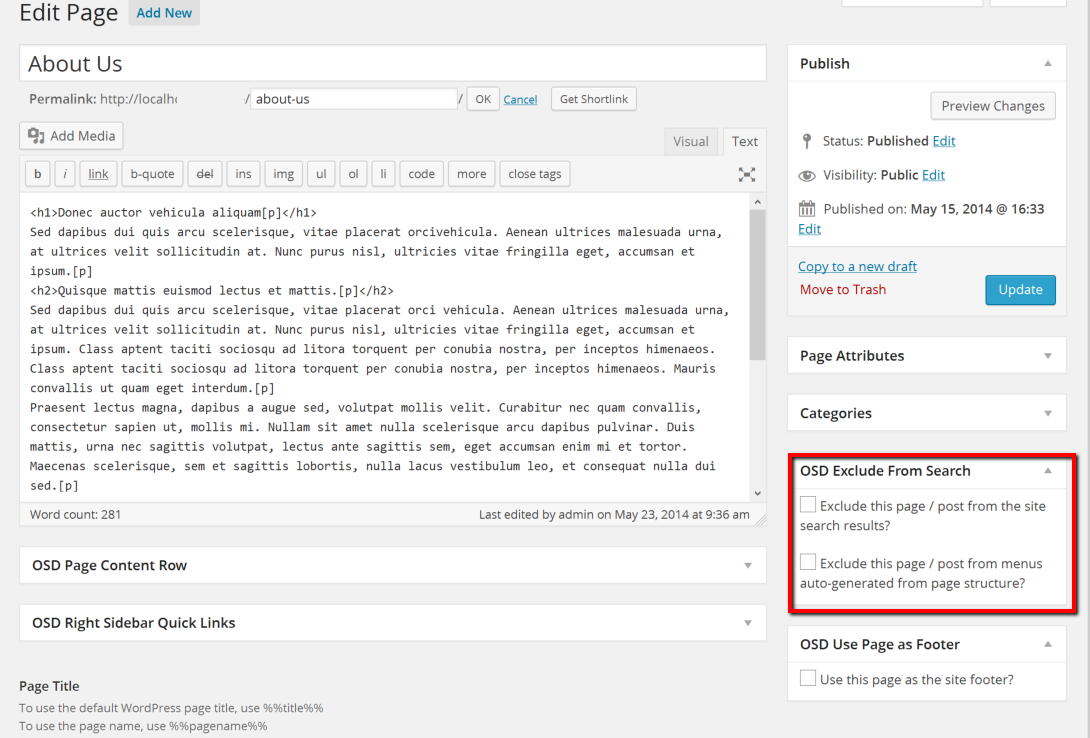 Edit Page Add New
About Us
Permalink: http://localhc /about-us/ OK Cancel Get Shortlink
Add Media
Visual Text
b i link b-quote del ins img ul ol li code more close tags
<h1>Donec auctor vehicula aliquam[p]</h1>
Sed dapibus dui quis arcu scelerisque, vitae placerat orcivehicula. Aenean ultrices malesuada urna,
at ultrices velit sollicitudin at. Nunc purus nisl, ultricies vitae fringilla eget, accumsan et
ipsum.[p]
<h2>Quisque mattis euismod lectus et mattis.[p]</h2>
Sed dapibus dui quis arcu scelerisque, vitae placerat orci vehicula. Aenean ultrices malesuada urna,
at ultrices velit sollicitudin at. Nunc purus nisl, ultricies vitae fringilla eget, accumsan et
ipsum. Class aptent taciti sociosqu ad litora torquent per conubia nostra, per inceptos himenaeos.
Class aptent taciti sociosqu ad litora torquent per conubia nostra, per inceptos himenaeos. Mauris
convallis ut quam eget interdum.[p]
Praesent lectus magna, dapibus a augue sed, volutpat mollis velit. Curabitur nec quam convallis,
consectetur sapien ut, mollis mi. Nullam sit amet nulla scelerisque arcu dapibus pulvinar. Duis
mattis, urna nec sagittis volutpat, lectus ante sagittis sem, eget accumsan enim mi et tortor.
Maecenas scelerisque, sem et sagittis lobortis, nulla lacus vestibulum leo, et consequat nulla dui
sed.[p]
Word count: 281 Last edited by admin on May 23, 2014 at 9:36 am
OSD Page Content Row
OSD Right Sidebar Quick Links
Page Title
To use the default WordPress page title, use %%title%%
To use the page name, use %%pagename%%
Publish
Preview Changes
Status: Published Edit
Visibility: Public Edit
Published on: May 15, 2014 @ 16:33
Edit
Copy to a new draft
Move to Trash
Update
Page Attributes
Categories
OSD Exclude From Search
Exclude this page / post from the site
search results?
Exclude this page / post from menus
auto-generated from page structure?
OSD Use Page as Footer
Use this page as the site footer?